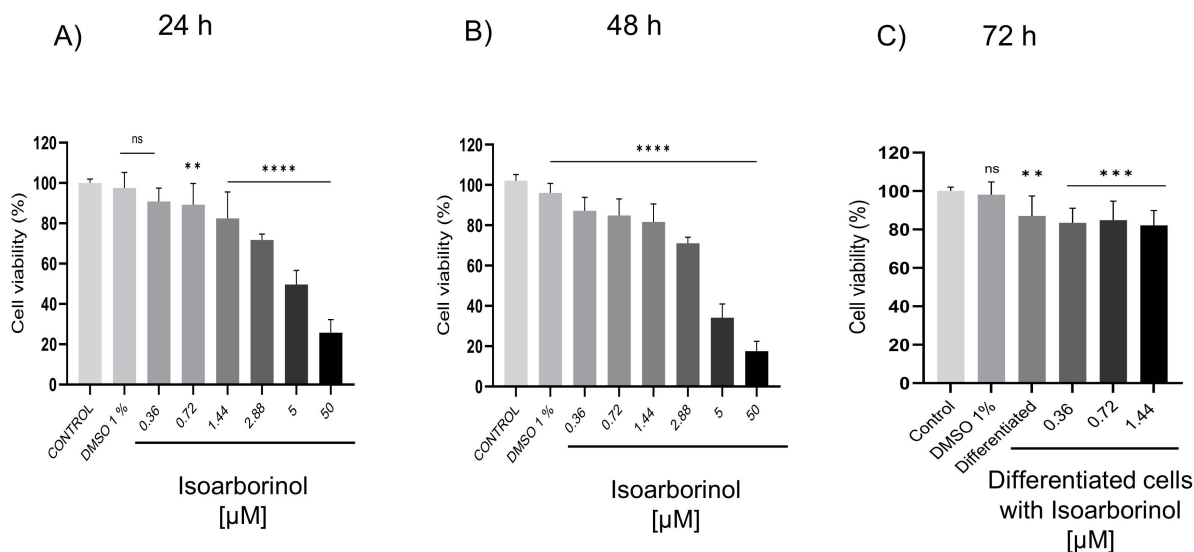 A)
24 h
Cell viability (%)
120
100
80
60
40
20
0
ns
**
****
CONTROL
DMSO 1 %
0.36
0.72
1.44
2.88
5
50
Isoarborinol
[µM]
B)
48 h
Cell viability (%)
120
100
80
60
40
20
0
****
CONTROL
DMSO 1%
0.36
0.72
1.44
2.88
5
50
Isoarborinol
[µM]
C)
72 h
Cell viability (%)
120
100
80
60
40
20
0
ns
**
***
Control
DMSO 1%
Differentiated
0.36
0.72
1.44
Differentiated cells
with Isoarborinol
[µM]